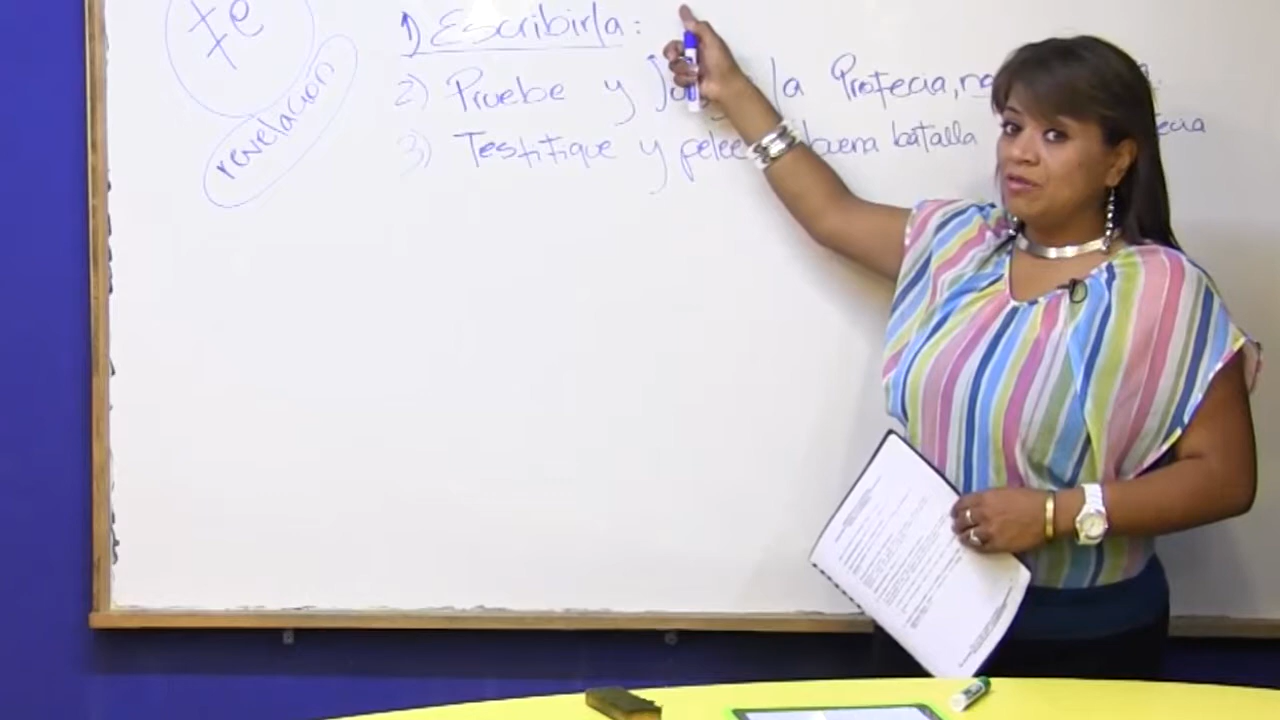 fe
revelación
1) Escribirla:
2) Pruebe y la Profecia,
3) Testifique y pelee buena batalla